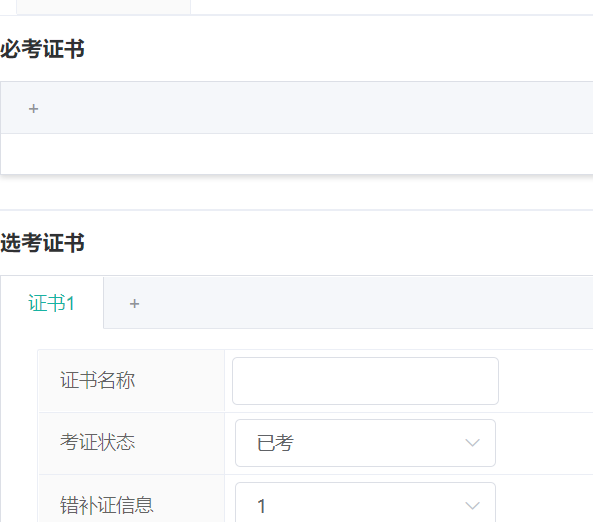 必考证书
+
选考证书
证书1 +
证书名称
考证状态 已考
错补证信息 1